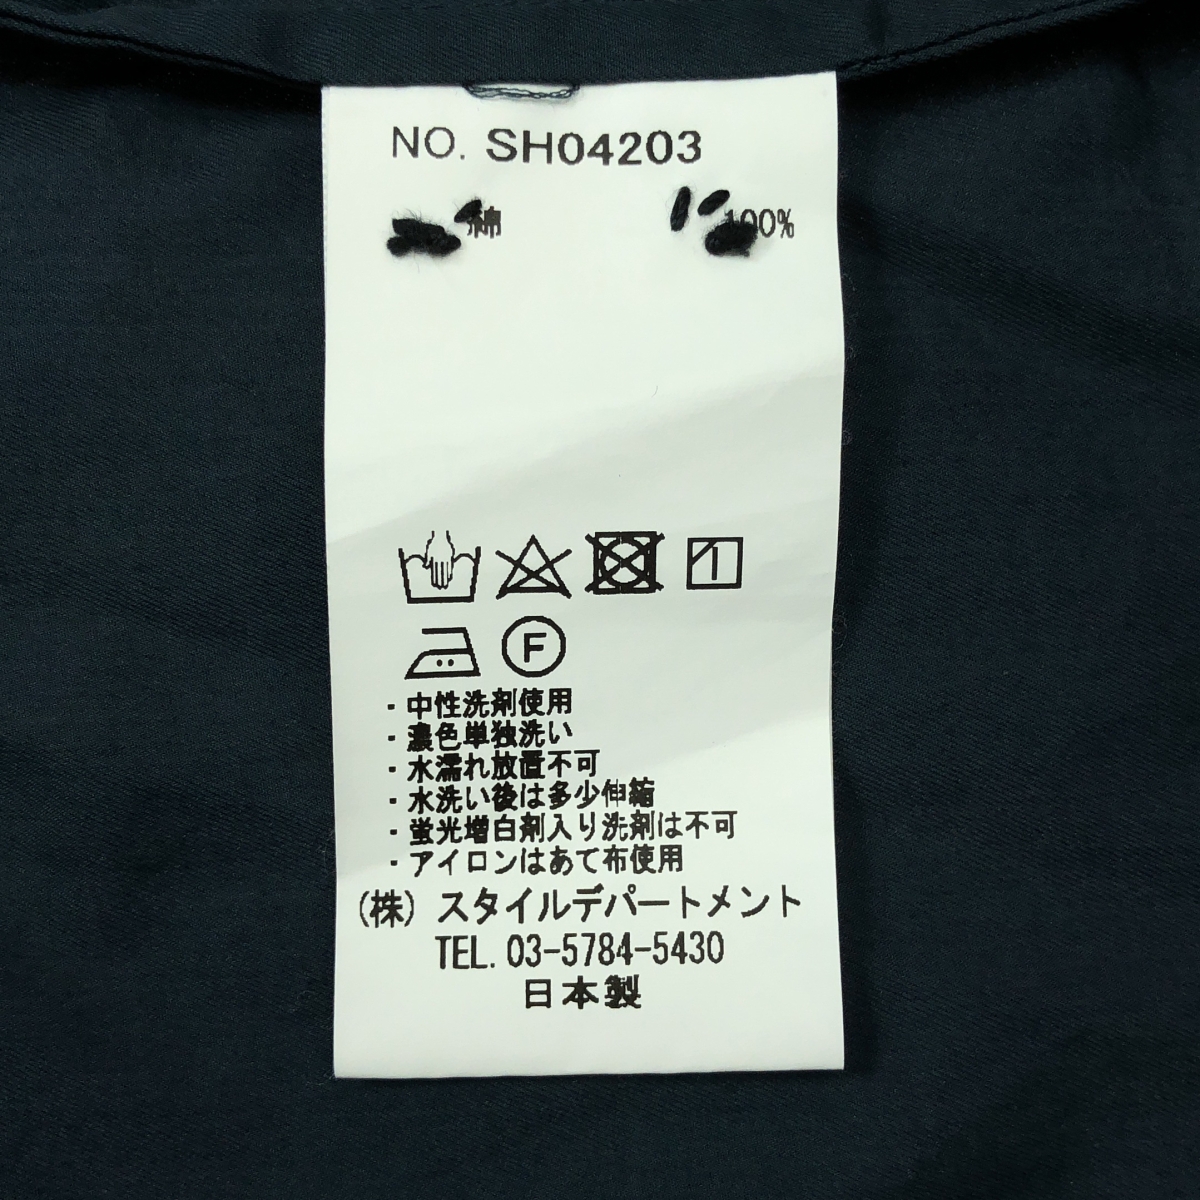 NO. SH04203
綿 100%
F
・中性洗剤使用
・濃色単独洗い
・水濡れ放置不可
・水洗い後は多少伸縮
・蛍光増白剤入り洗剤は不可
・アイロンはあて布使用
(株) スタイルデパートメント
TEL. 03-5784-5430
日本製